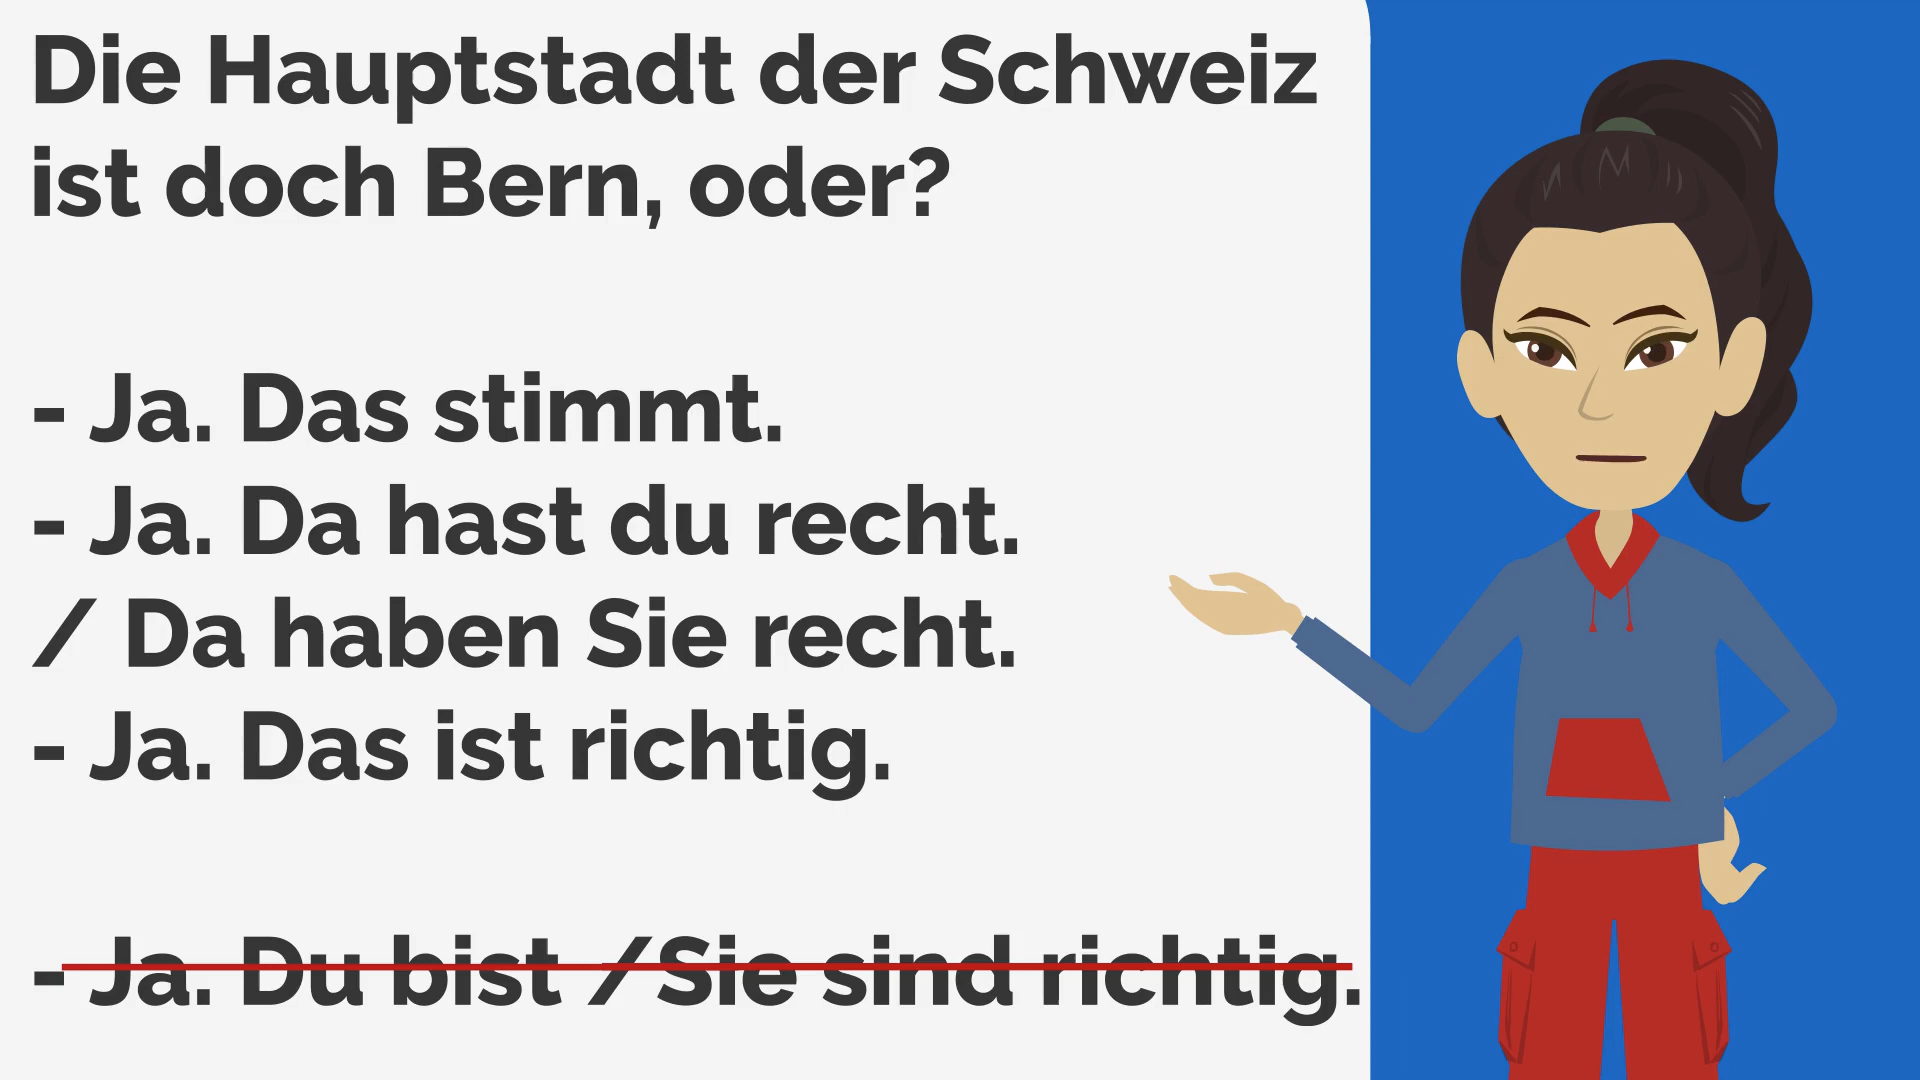 Die Hauptstadt der Schweiz
ist doch Bern, oder?
- Ja. Das stimmt.
- Ja. Da hast du recht.
/ Da haben Sie recht.
- Ja. Das ist richtig.
- Ja. Du bist /Sie sind richtig.